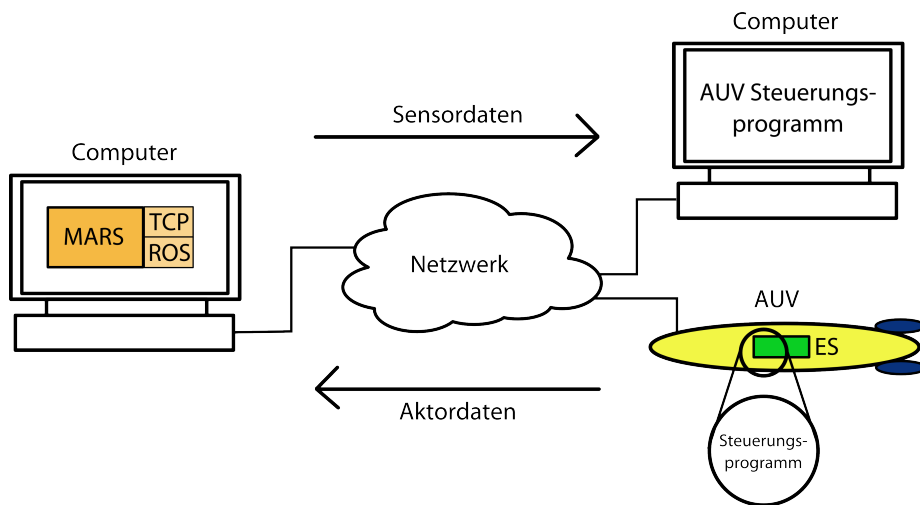 Computer
AUV Steuerungs-
programm
Sensordaten
Computer
MARS
TCP
ROS
Netzwerk
AUV
ES
Aktordaten
Steuerungs-
programm